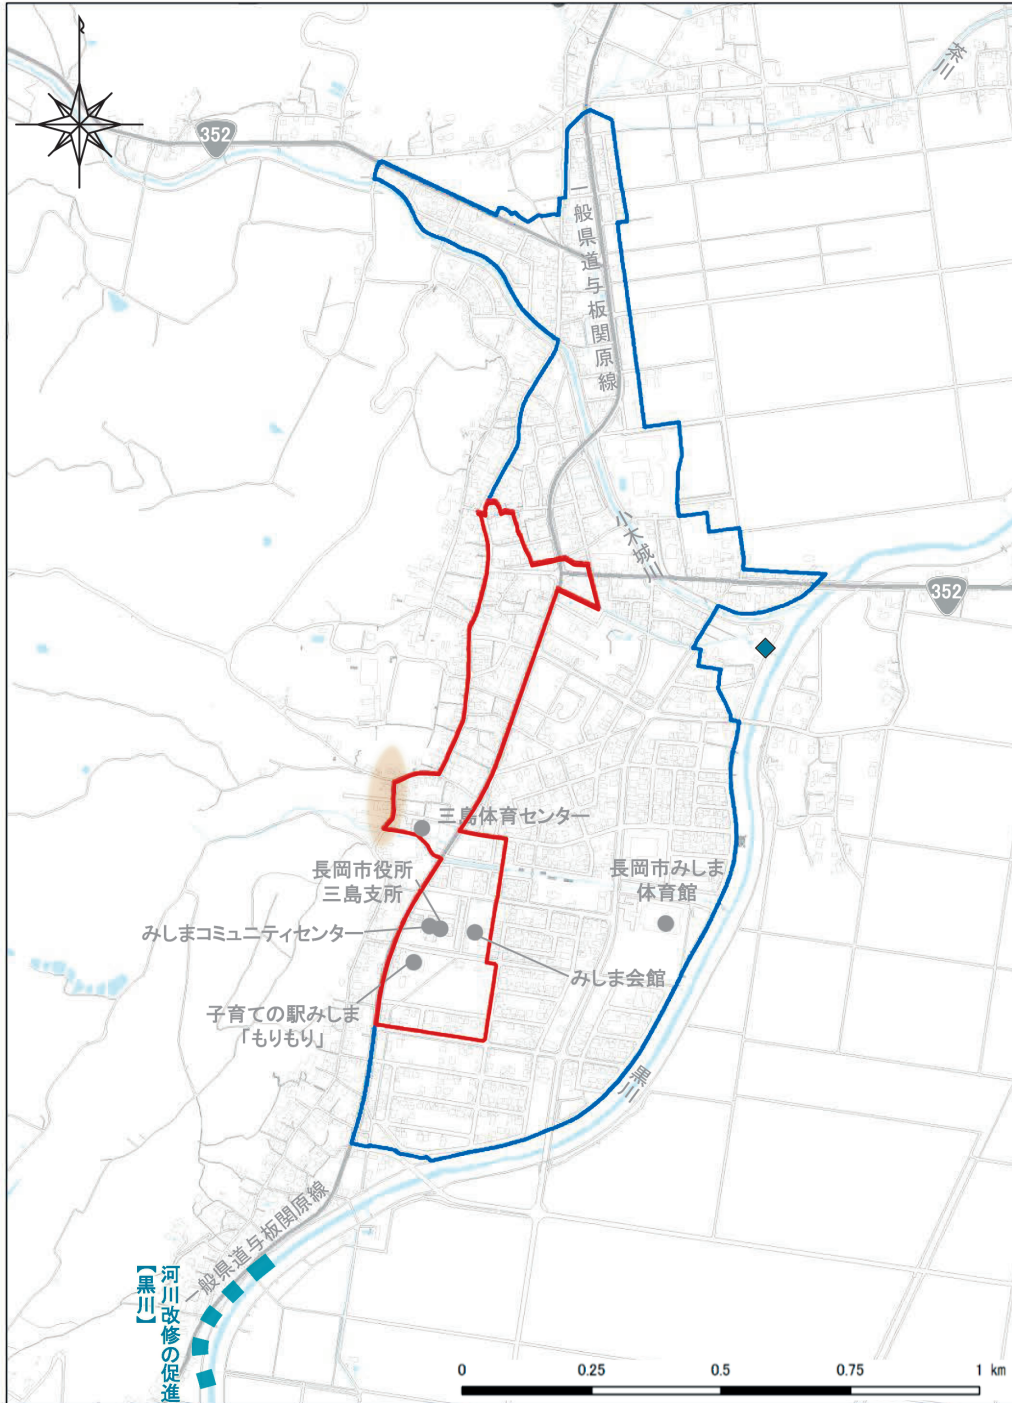 茶川
352
一般県道与板関原線
小木城川
352
三島体育センター
長岡市役所
三島支所
長岡市みしま
体育館
みしまコミュニティセンター
みしま会館
子育ての駅みしま
「もりもり」
黒川
一般県道与板関原線
河川改修の促進
【黒川】
0 0.25 0.5 0.75 1 km